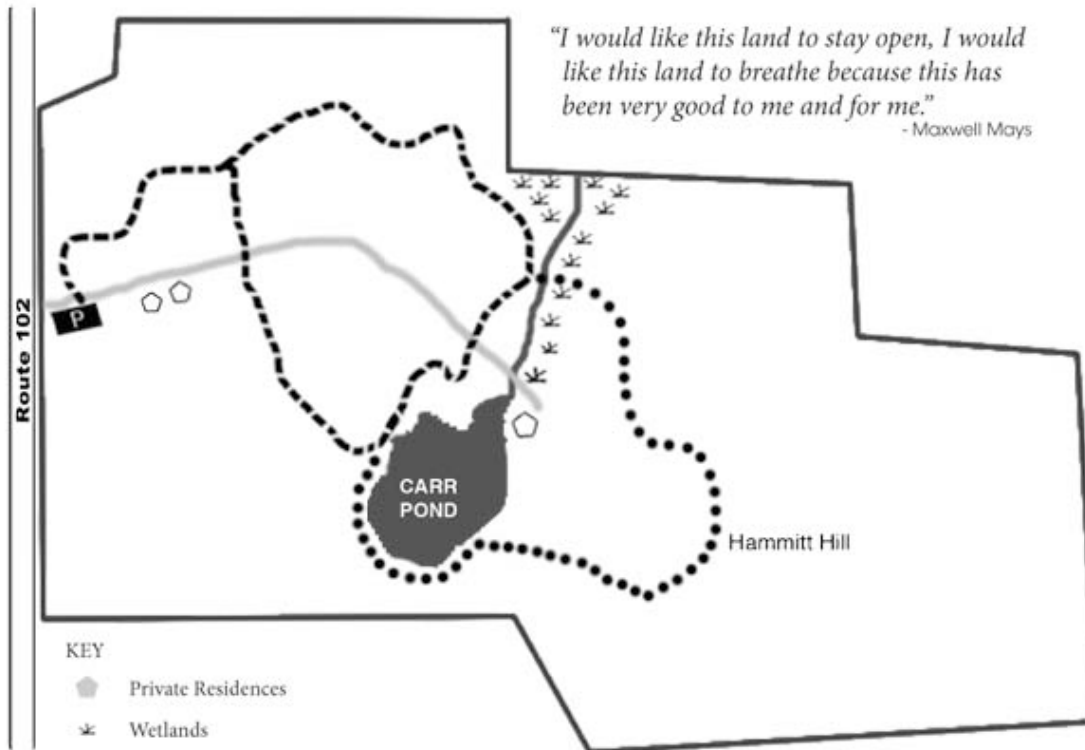 “I would like this land to stay open, I would
like this land to breathe because this has
been very good to me and for me.”
- Maxwell Mays
Route 102
P
CARR
POND
Hammitt Hill
KEY
Private Residences
Wetlands